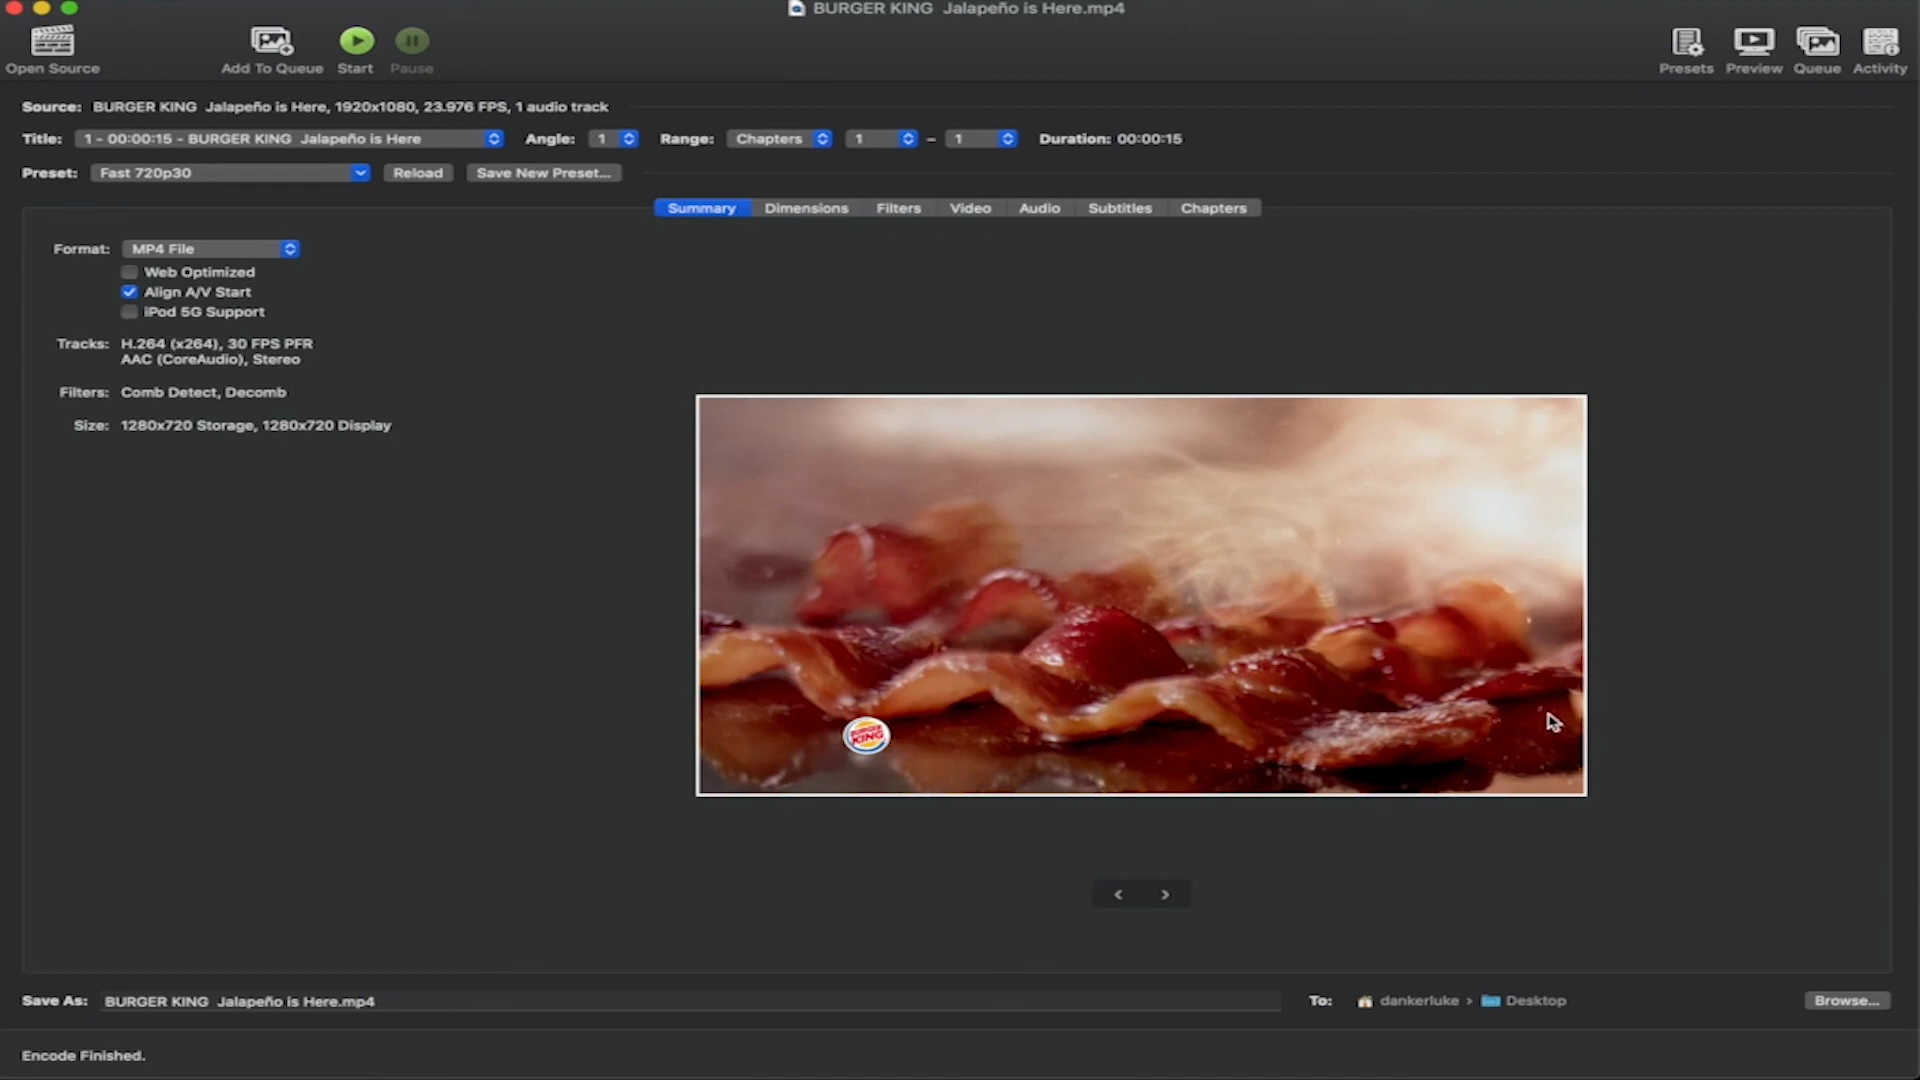 BURGER KING  Jalapeño is Here.mp4
Open Source
Add To Queue
Start
Pause
Presets
Preview
Queue
Activity
Source: BURGER KING  Jalapeño is Here, 1920x1080, 23.976 FPS, 1 audio track
Title: 1 - 00:00:15 - BURGER KING  Jalapeño is Here Angle: 1 Range: Chapters 1 – 1 Duration: 00:00:15
Preset: Fast 720p30 Reload Save New Preset...
Summary Dimensions Filters Video Audio Subtitles Chapters
Format: MP4 File
Web Optimized
Align A/V Start
iPod 5G Support
Tracks: H.264 (x264), 30 FPS PFR
AAC (CoreAudio), Stereo
Filters: Comb Detect, Decomb
Size: 1280x720 Storage, 1280x720 Display
BURGER
KING
Save As: BURGER KING  Jalapeño is Here.mp4 To: dankerluke › Desktop Browse...
Encode Finished.